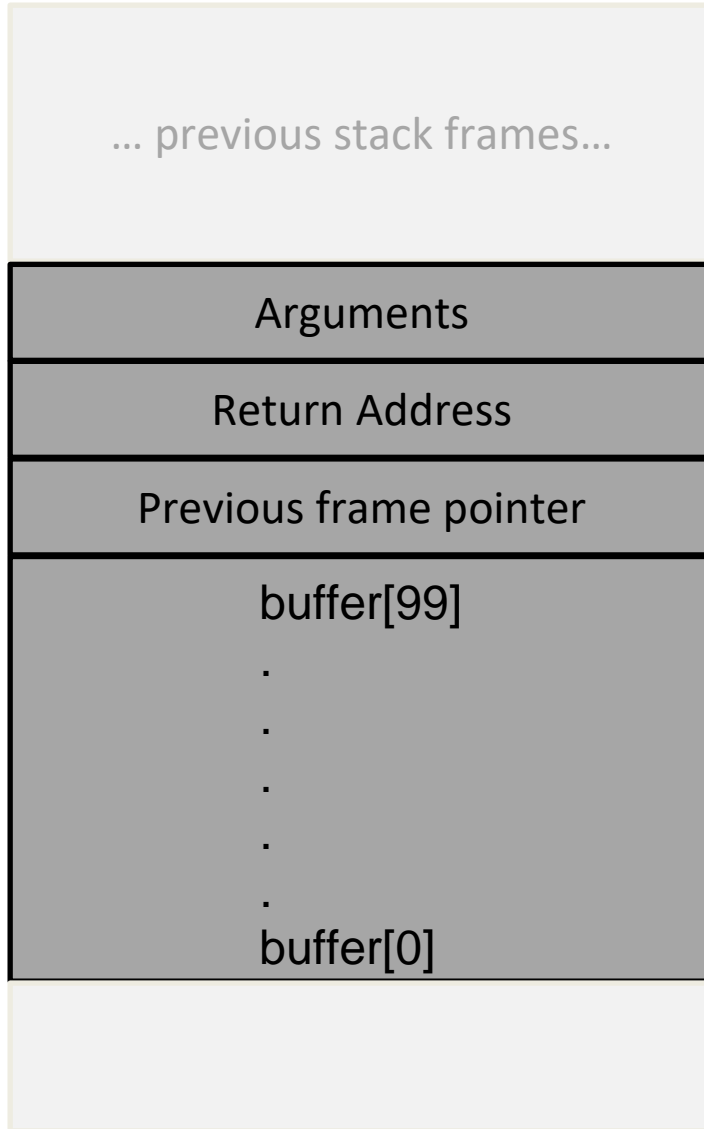 … previous stack frames…
Arguments
Return Address
Previous frame pointer
buffer[99]
.
.
.
.
.
buffer[0]